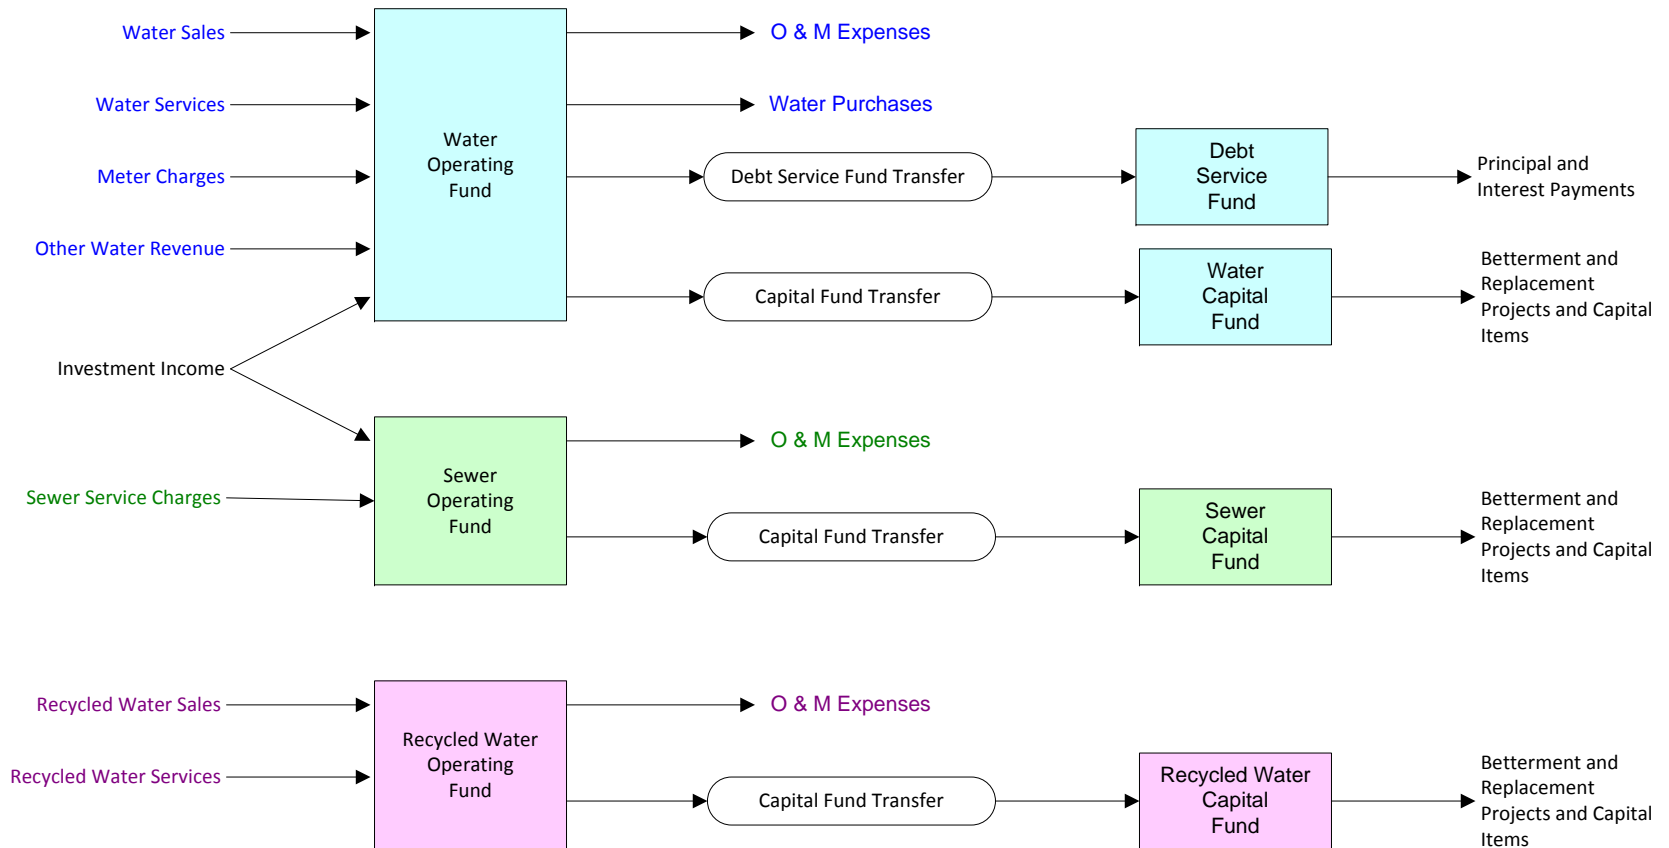 Water Sales
O & M Expenses
Water Services
Water Purchases
Water
Operating
Fund
Meter Charges
Debt Service Fund Transfer
Debt
Service
Fund
Principal and
Interest Payments
Other Water Revenue
Capital Fund Transfer
Water
Capital
Fund
Betterment and
Replacement
Projects and Capital
Items
Investment Income
O & M Expenses
Sewer
Operating
Fund
Sewer Service Charges
Capital Fund Transfer
Sewer
Capital
Fund
Betterment and
Replacement
Projects and Capital
Items
Recycled Water Sales
O & M Expenses
Recycled Water
Operating
Fund
Recycled Water Services
Capital Fund Transfer
Recycled Water
Capital
Fund
Betterment and
Replacement
Projects and Capital
Items